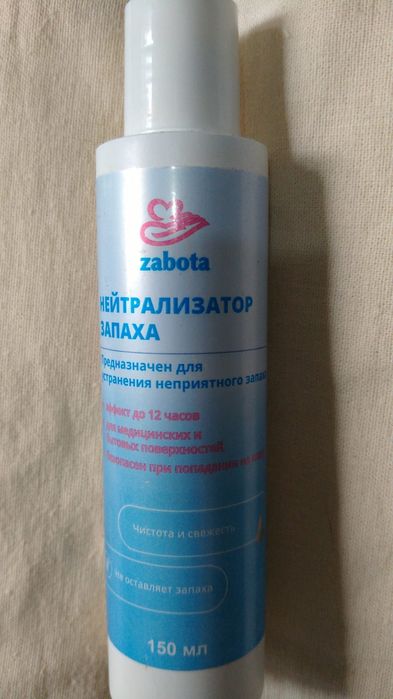 zabota
НЕЙТРАЛИЗАТОР
ЗАПАХА
Предназначен для
устранения неприятного запаха
эффект до 12 часов
для медицинских и
бытовых поверхностей
безопасен при попадании на
Чистота и свежесть
не оставляет запаха
150 мл